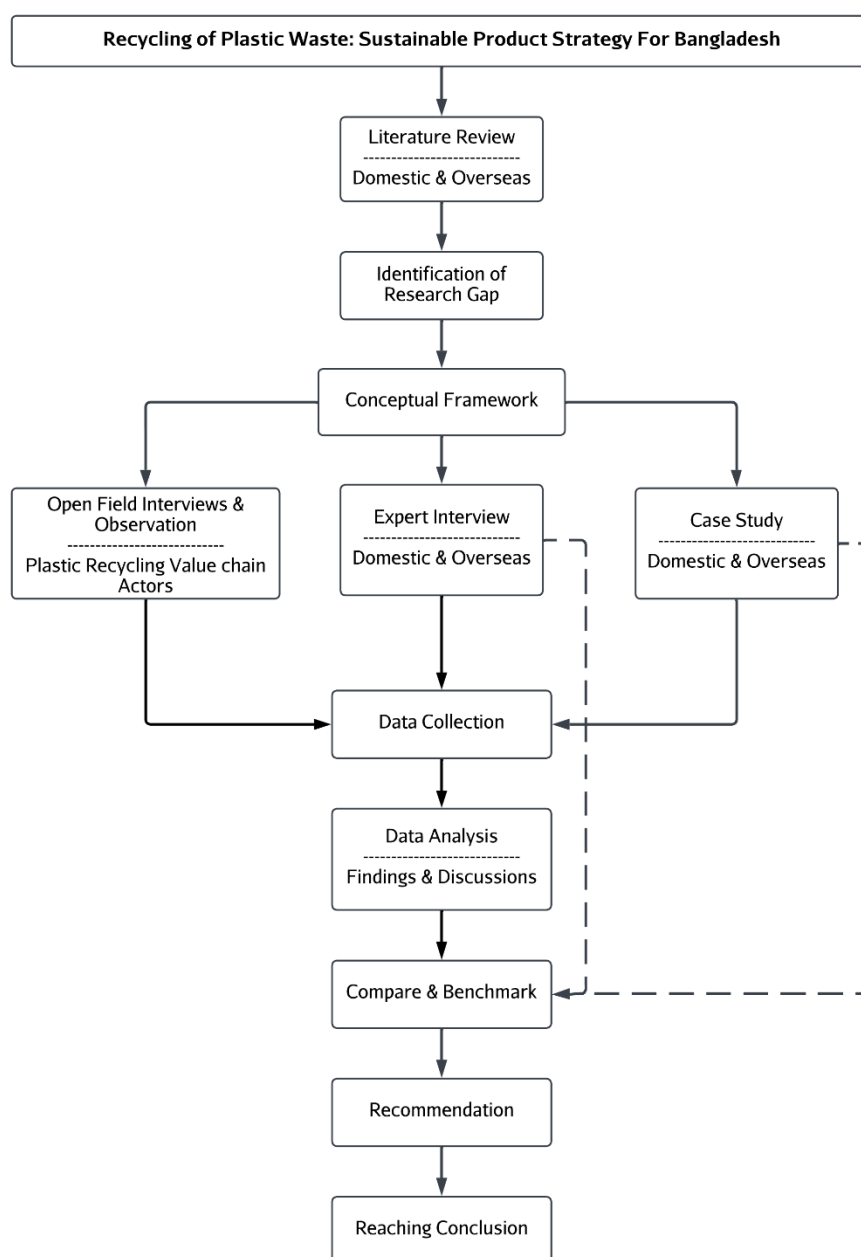 Recycling of Plastic Waste: Sustainable Product Strategy For Bangladesh
Literature Review
Domestic & Overseas
Identification of
Research Gap
Conceptual Framework
Open Field Interviews &
Observation
Plastic Recycling Value chain
Actors
Expert Interview
Domestic & Overseas
Case Study
Domestic & Overseas
Data Collection
Data Analysis
Findings & Discussions
Compare & Benchmark
Recommendation
Reaching Conclusion